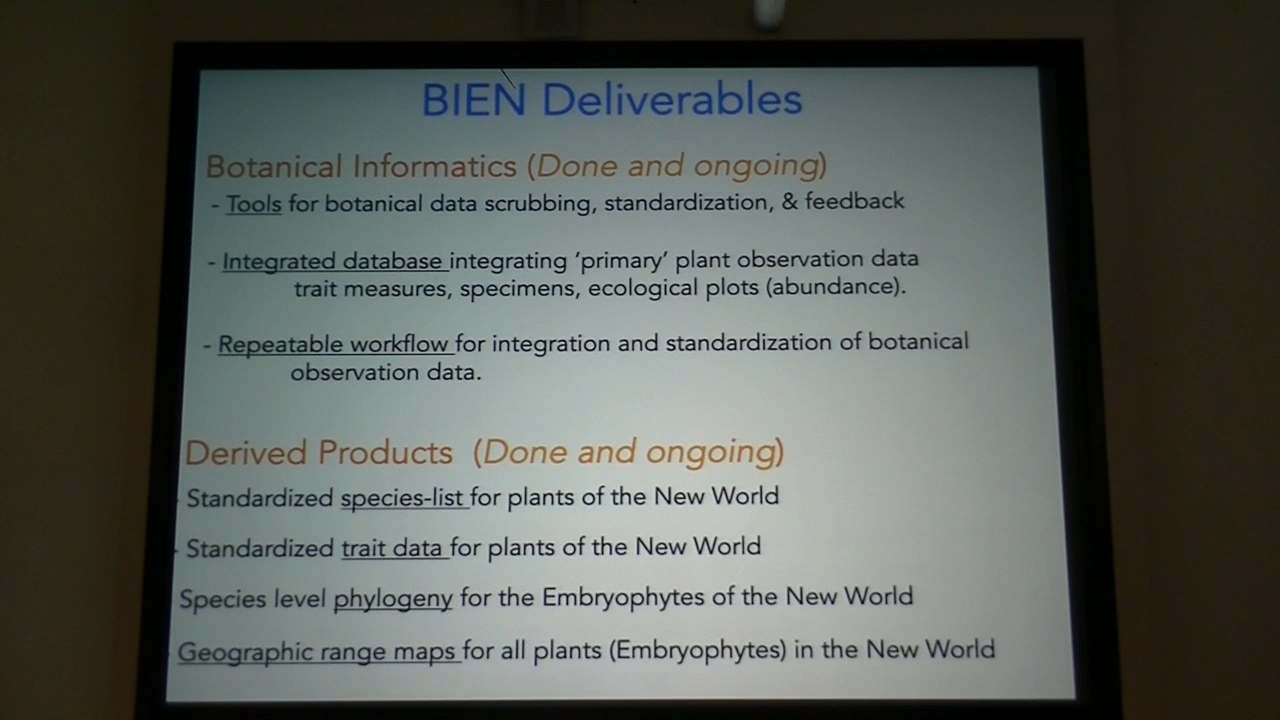 BIEN Deliverables
Botanical Informatics (Done and ongoing)
- Tools for botanical data scrubbing, standardization, & feedback
- Integrated database integrating ‘primary’ plant observation data
trait measures, specimens, ecological plots (abundance).
- Repeatable workflow for integration and standardization of botanical
observation data.
Derived Products (Done and ongoing)
- Standardized species-list for plants of the New World
- Standardized trait data for plants of the New World
Species level phylogeny for the Embryophytes of the New World
Geographic range maps for all plants (Embryophytes) in the New World